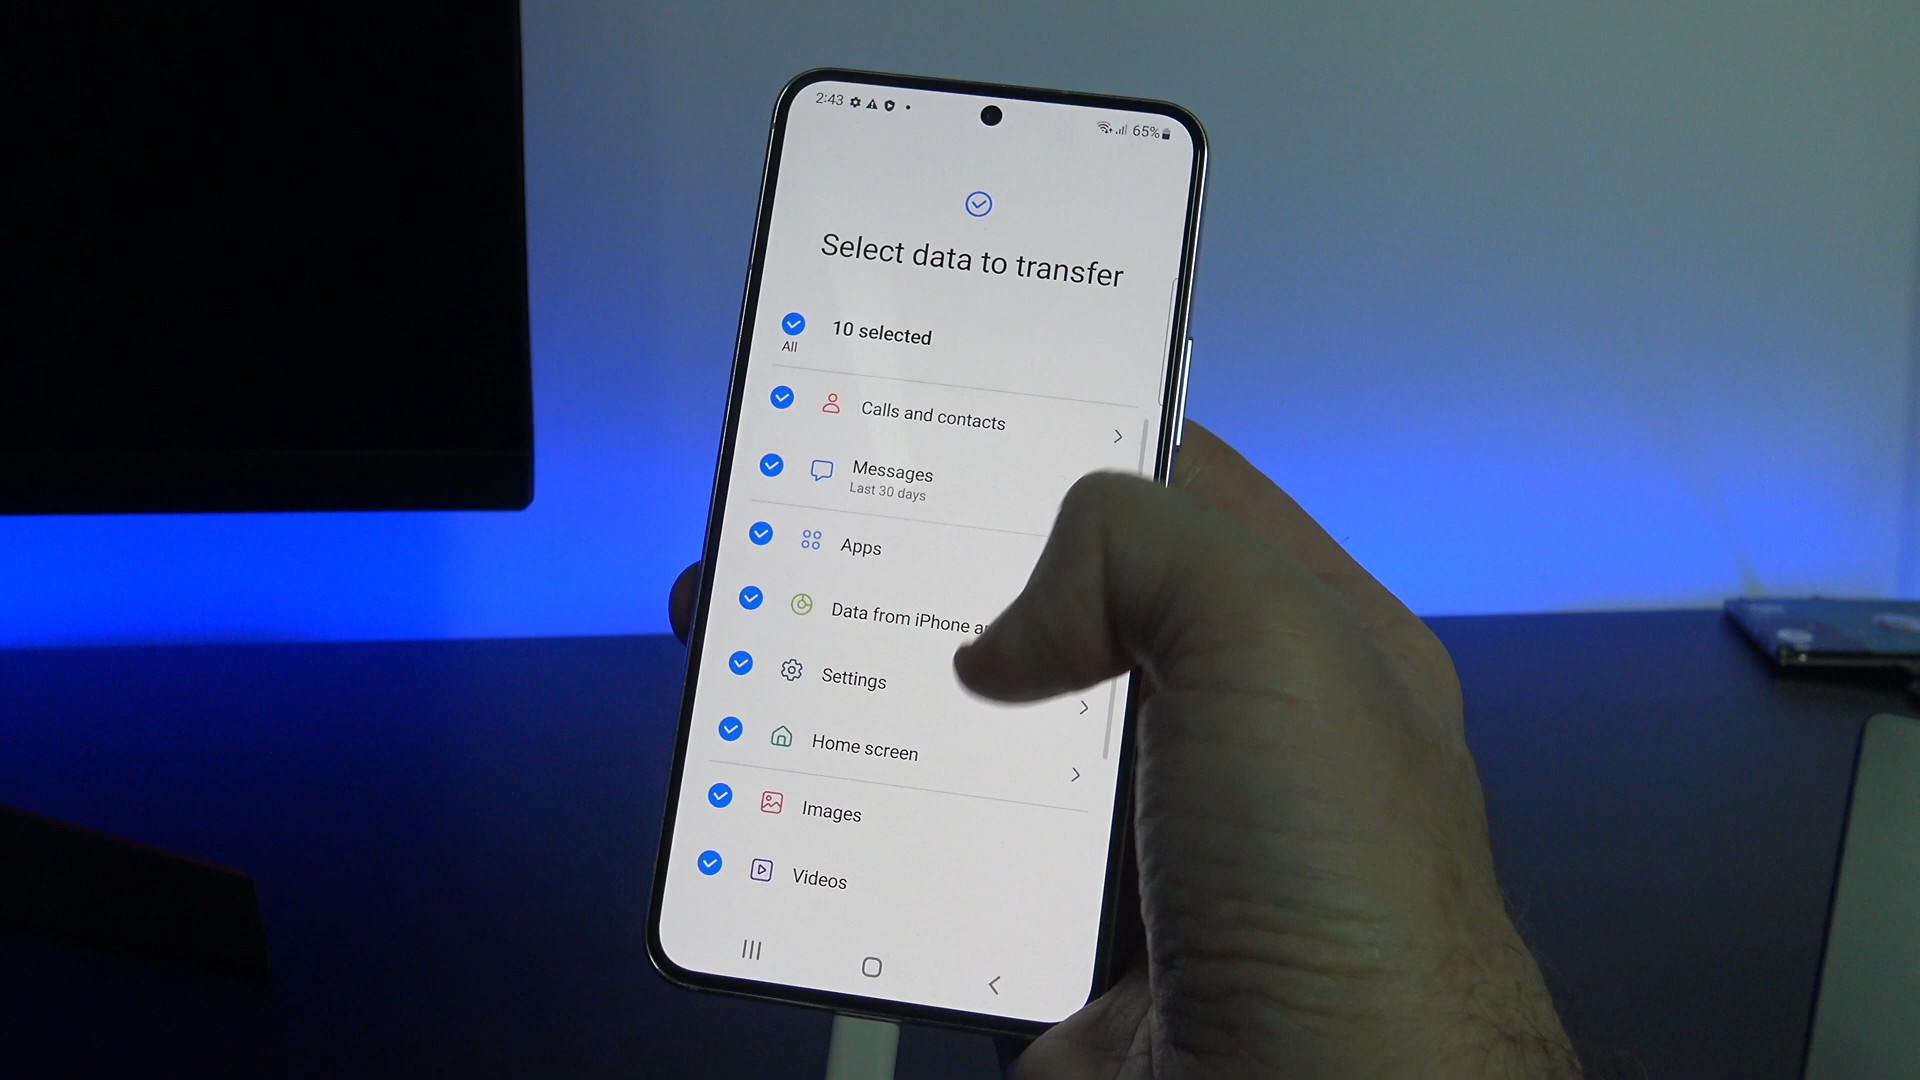 2:43
65%
Select data to transfer
10 selected
All
Calls and contacts
Messages
Last 30 days
Apps
Data from iPhone
Settings
Home screen
Images
Videos